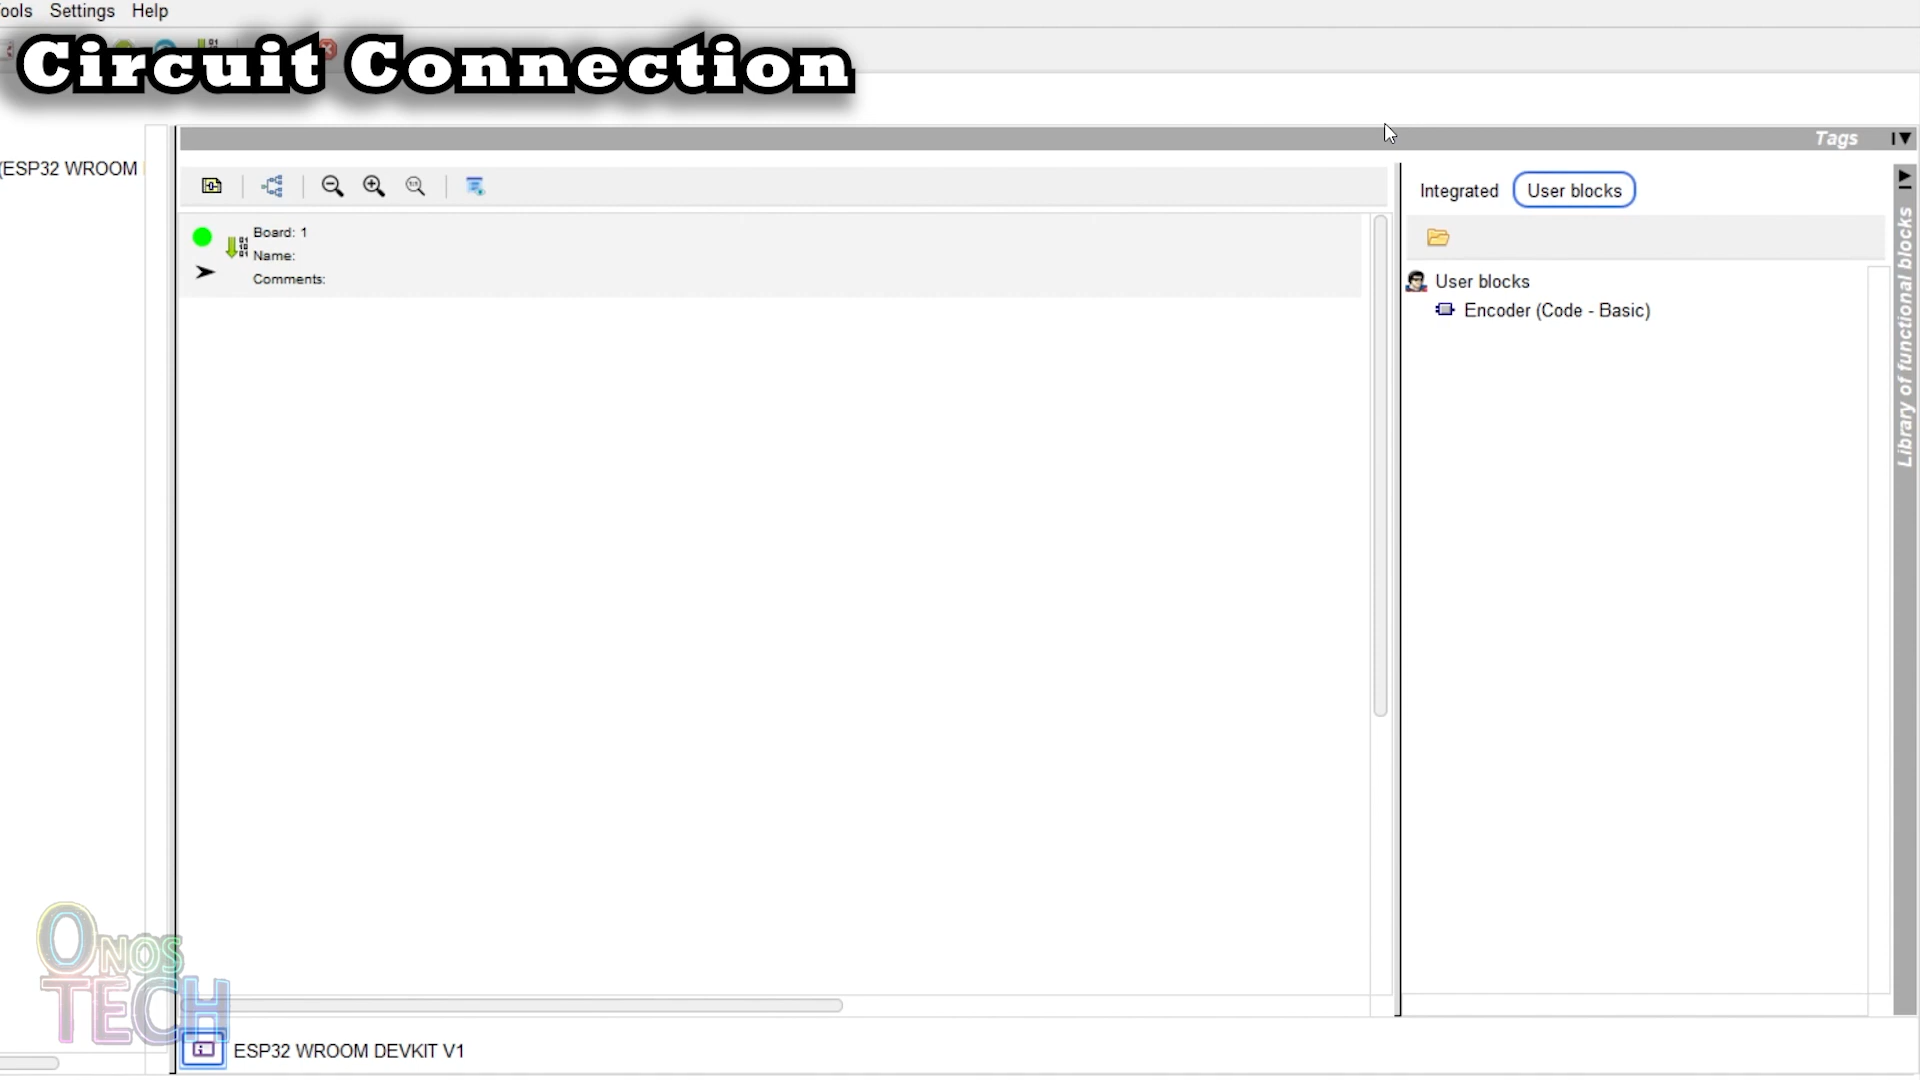 ools Settings Help
Circuit Connection
Tags
(ESP32 WROOM
Integrated User blocks
Board: 1
Name:
Comments:
User blocks
Encoder (Code - Basic)
Library of functional blocks
ONOS
TECH
ESP32 WROOM DEVKIT V1